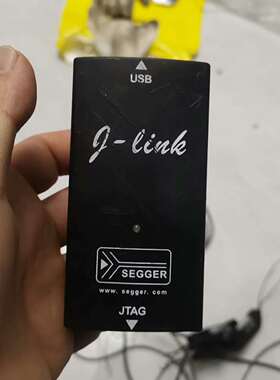 USB
J-link
SEGGER
www. segger. com
JTAG